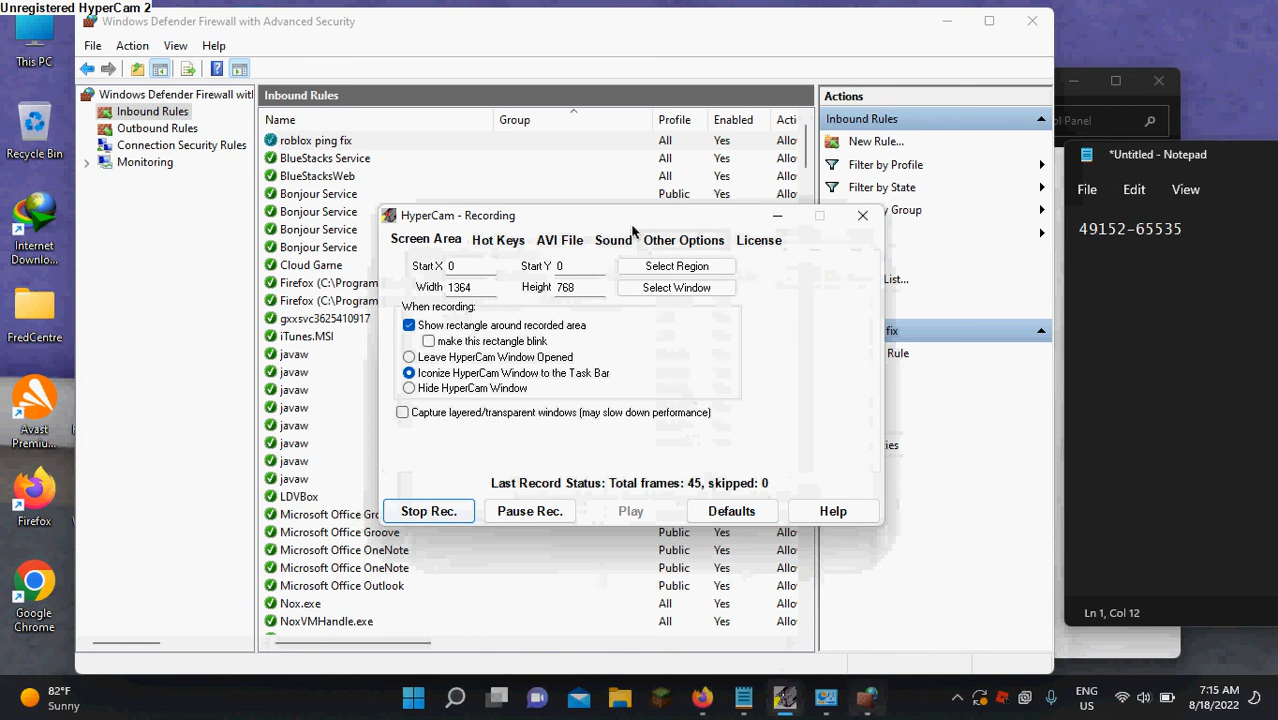 Unregistered HyperCam 2
This PC
Recycle Bin
Internet
Downlo...
FredCentre
Avast
Premiu...
Firefox
Google
Chrome
Windows Defender Firewall with Advanced Security
File Action View Help
Windows Defender Firewall wit
Inbound Rules
Outbound Rules
Connection Security Rules
Monitoring
Inbound Rules
Name Group Profile Enabled Acti
roblox ping fix All Yes Allo
BlueStacks Service All Yes Allo
BlueStacksWeb All Yes Allo
Bonjour Service Public Yes Allo
Bonjour Service
Bonjour Service
Bonjour Service
Cloud Game
Firefox (C:\Program
Firefox (C:\Program
gxxsvc3625410917
iTunes.MSI
javaw
javaw
javaw
javaw
javaw
javaw
javaw
javaw
LDVBox
Microsoft Office Gro
Microsoft Office Groove Public Yes Allo
Microsoft Office OneNote Public Yes Allo
Microsoft Office OneNote Public Yes Allo
Microsoft Office Outlook Public Yes Allo
Nox.exe All Yes Allo
NoxVMHandle.exe All Yes Allo
Actions
Inbound Rules
New Rule...
Filter by Profile
Filter by State
y Group
List...
fix
Rule
ies
HyperCam - Recording
Screen Area Hot Keys AVI File Sound Other Options License
Start X 0 Start Y 0 Select Region
Width 1364 Height 768 Select Window
When recording:
Show rectangle around recorded area
make this rectangle blink
Leave HyperCam Window Opened
Iconize HyperCam Window to the Task Bar
Hide HyperCam Window
Capture layered/transparent windows (may slow down performance)
Last Record Status: Total frames: 45, skipped: 0
Stop Rec. Pause Rec. Play Defaults Help
ol Panel
*Untitled - Notepad
File Edit View
49152-65535
Ln 1, Col 12
82°F
Sunny
ENG
US
7:15 AM
8/18/2022